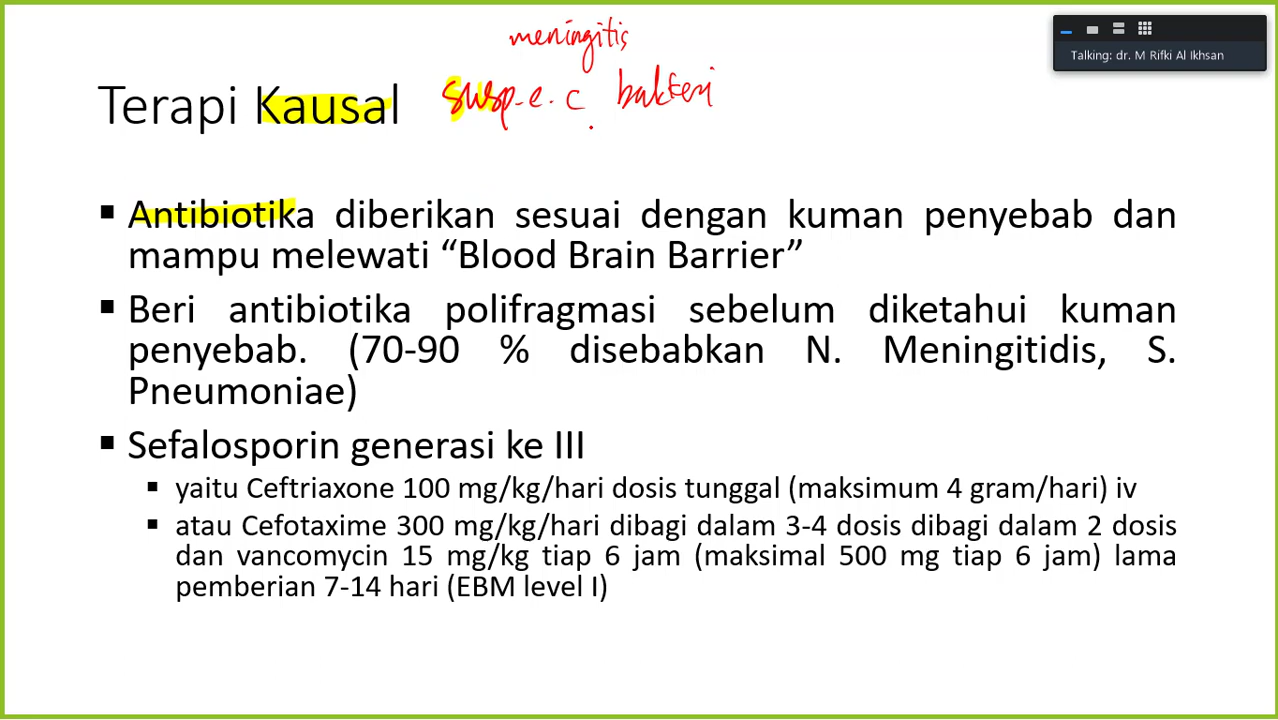 meningitis
Talking: dr. M Rifki Al Ikhsan
Terapi Kausal susp. e. c bakteri
▪ Antibiotika diberikan sesuai dengan kuman penyebab dan
mampu melewati “Blood Brain Barrier”
▪ Beri antibiotika polifragmasi sebelum diketahui kuman
penyebab. (70-90 % disebabkan N. Meningitidis, S.
Pneumoniae)
▪ Sefalosporin generasi ke III
▪ yaitu Ceftriaxone 100 mg/kg/hari dosis tunggal (maksimum 4 gram/hari) iv
▪ atau Cefotaxime 300 mg/kg/hari dibagi dalam 3-4 dosis dibagi dalam 2 dosis
dan vancomycin 15 mg/kg tiap 6 jam (maksimal 500 mg tiap 6 jam) lama
pemberian 7-14 hari (EBM level I)